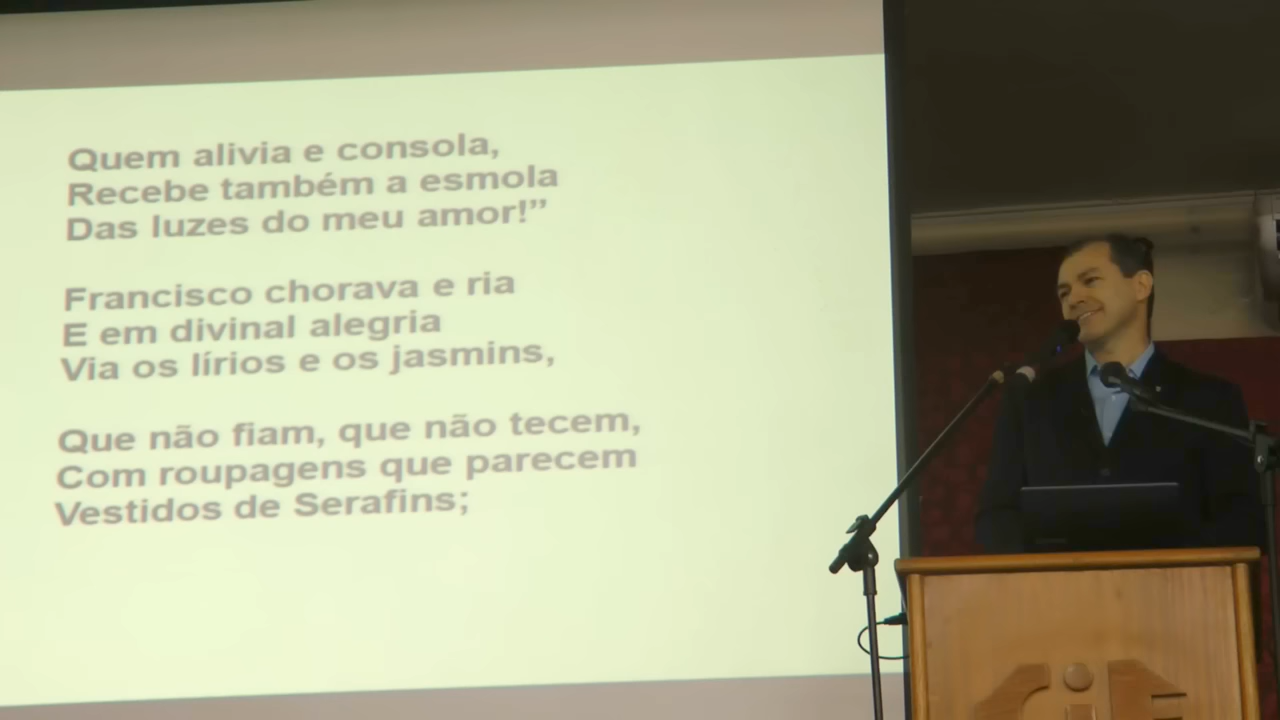 Quem alivia e consola,
Recebe também a esmola
Das luzes do meu amor!”
Francisco chorava e ria
E em divinal alegria
Via os lírios e os jasmins,
Que não fiam, que não tecem,
Com roupagens que parecem
Vestidos de Serafins;